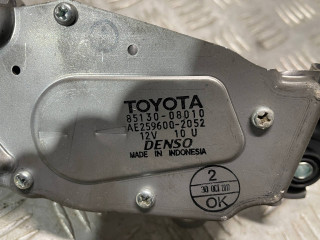 TOYOTA
85130-08010
AE259600-2052
12V 10 U
DENSO
MADE IN INDONESIA
2
OK